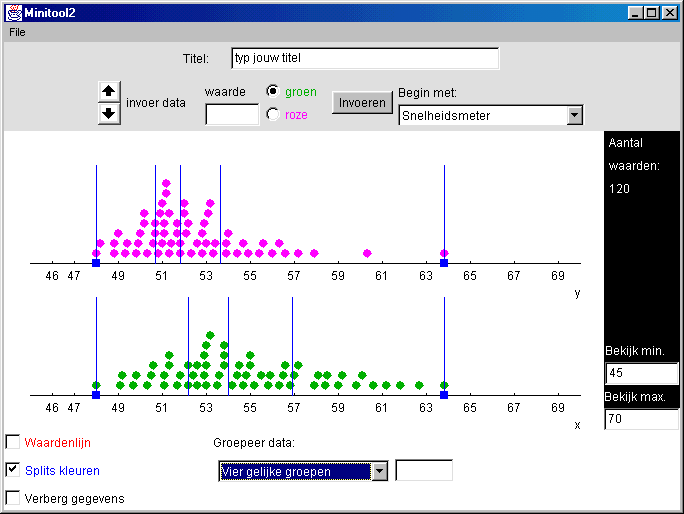 Minitool2
File
Titel: typ jouw titel
invoer data
waarde
groen
roze
Invoeren
Begin met:
Snelheidsmeter
Aantal
waarden:
120
46 47 49 51 53 55 57 59 61 63 65 67 69
y
46 47 49 51 53 55 57 59 61 63 65 67 69
x
Bekijk min.
45
Bekijk max.
70
Waardenlijn
Splits kleuren
Verberg gegevens
Groepeer data:
Vier gelijke groepen